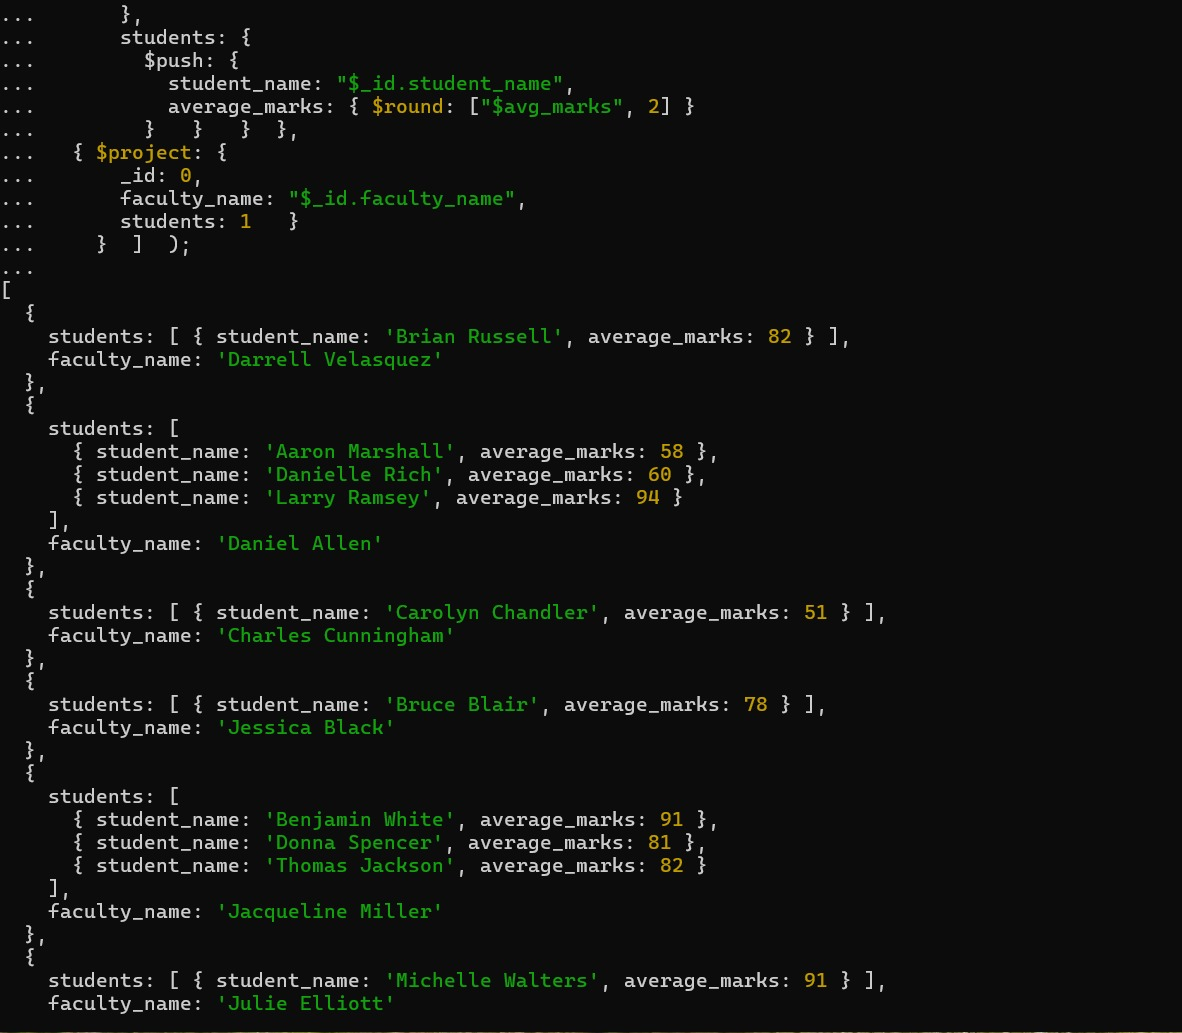 ...       },
...       students: {
...         $push: {
...           student_name: "$_id.student_name",
...           average_marks: { $round: ["$avg_marks", 2] }
...         }   }   }  },
...   { $project: {
...       _id: 0,
...       faculty_name: "$_id.faculty_name",
...       students: 1   }
...     }  ]  );
...
[
  {
    students: [ { student_name: 'Brian Russell', average_marks: 82 } ],
    faculty_name: 'Darrell Velasquez'
  },
  {
    students: [
      { student_name: 'Aaron Marshall', average_marks: 58 },
      { student_name: 'Danielle Rich', average_marks: 60 },
      { student_name: 'Larry Ramsey', average_marks: 94 }
    ],
    faculty_name: 'Daniel Allen'
  },
  {
    students: [ { student_name: 'Carolyn Chandler', average_marks: 51 } ],
    faculty_name: 'Charles Cunningham'
  },
  {
    students: [ { student_name: 'Bruce Blair', average_marks: 78 } ],
    faculty_name: 'Jessica Black'
  },
  {
    students: [
      { student_name: 'Benjamin White', average_marks: 91 },
      { student_name: 'Donna Spencer', average_marks: 81 },
      { student_name: 'Thomas Jackson', average_marks: 82 }
    ],
    faculty_name: 'Jacqueline Miller'
  },
  {
    students: [ { student_name: 'Michelle Walters', average_marks: 91 } ],
    faculty_name: 'Julie Elliott'